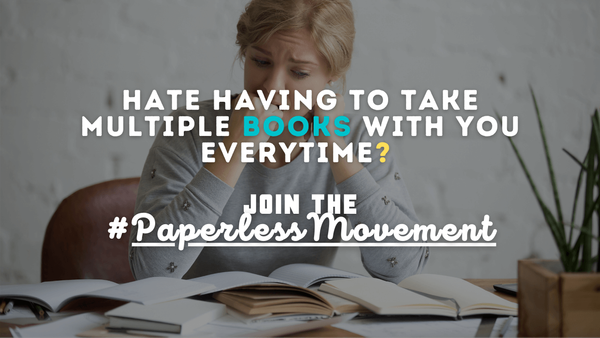 HATE HAVING TO TAKE
MULTIPLE BOOKS WITH YOU
EVERYTIME?
JOIN THE
#PaperlessMovement